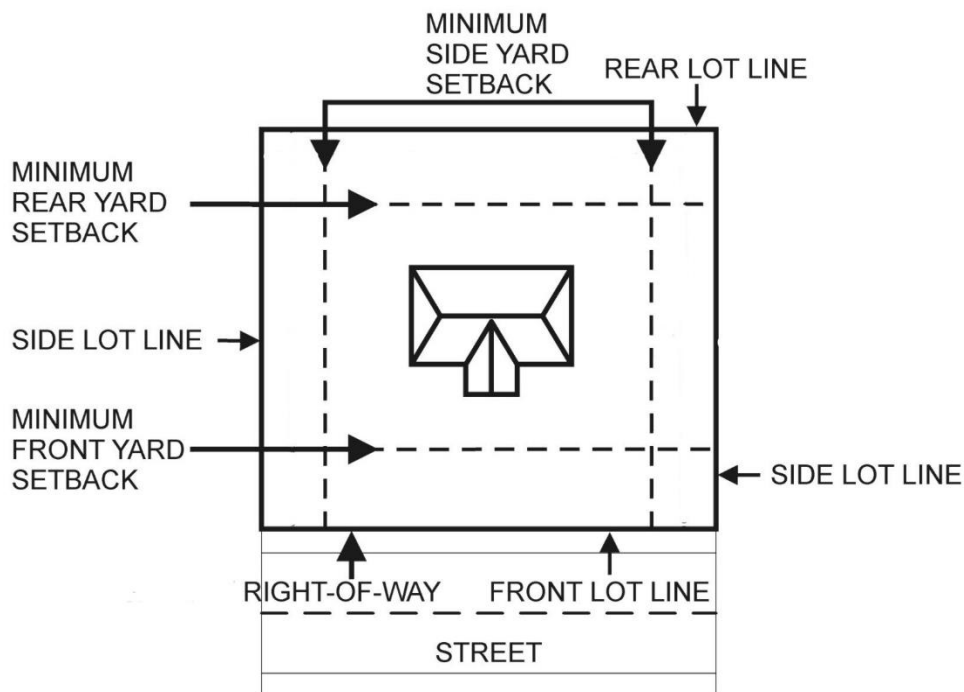 MINIMUM
SIDE YARD
SETBACK
REAR LOT LINE
MINIMUM
REAR YARD
SETBACK
SIDE LOT LINE
MINIMUM
FRONT YARD
SETBACK
SIDE LOT LINE
RIGHT-OF-WAY
FRONT LOT LINE
STREET